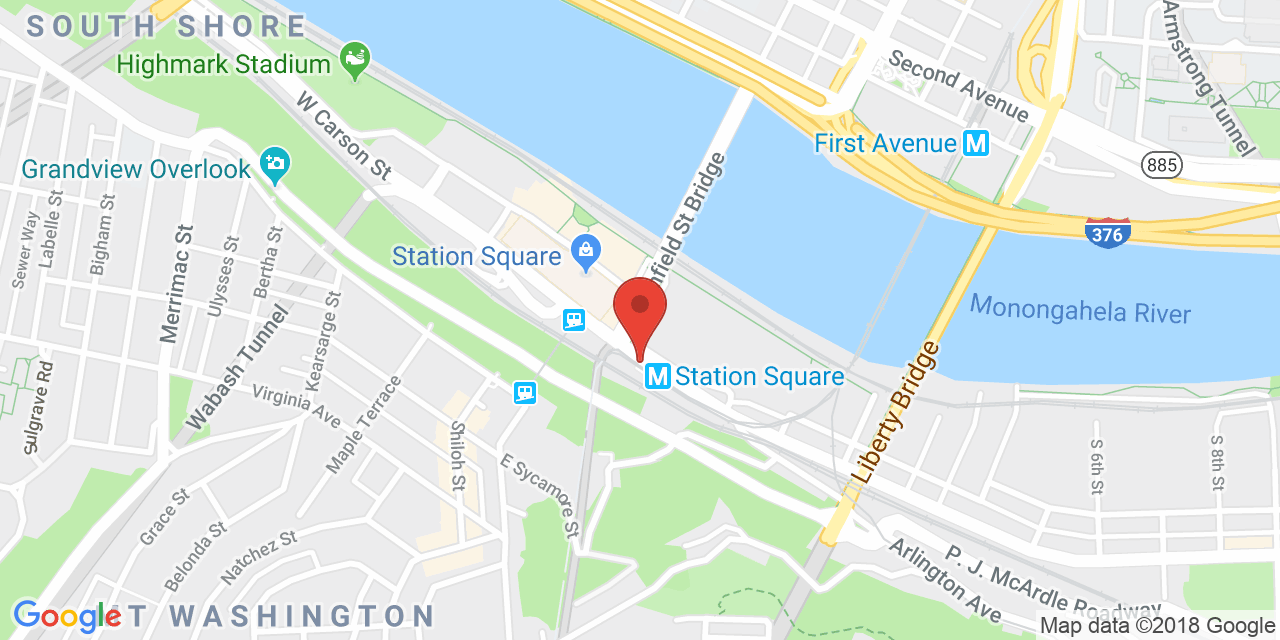 SOUTH SHORE
Highmark Stadium
W Carson St
Second Avenue
Armstrong Tunnel
First Avenue
M
885
Grandview Overlook
376
Sewer Way
Labelle St
Bigham St
Merrimac St
Ulysses St
Bertha St
Wabash Tunnel
Kearsarge St
Station Square
nfield St Bridge
Monongahela River
M Station Square
Liberty Bridge
Sulgrave Rd
Virginia Ave
Maple Terrace
Shiloh St
E Sycamore St
S 6th St
S 8th St
Grace St
Belonda St
Natchez St
Arlington Ave
P. J. McArdle Roadway
Google
T WASHINGTON
Map data ©2018 Google